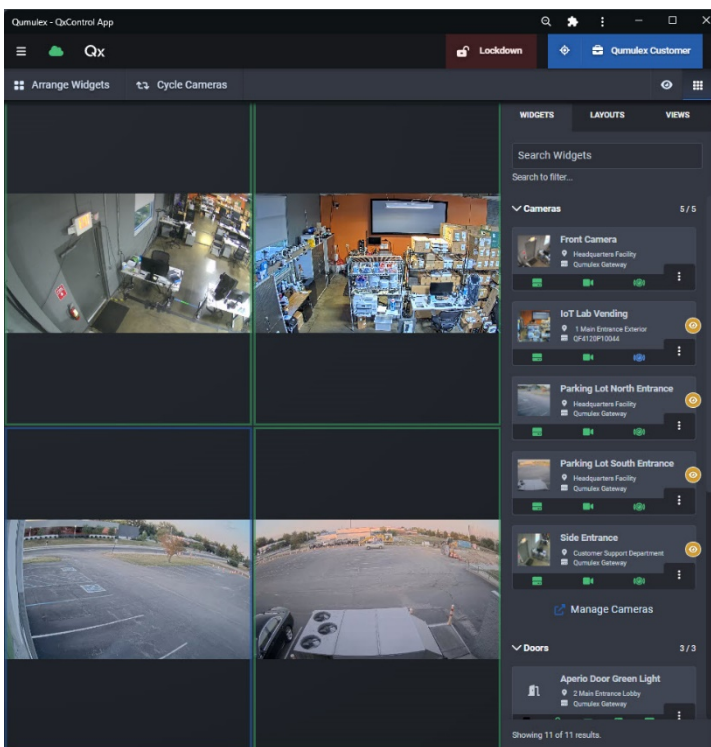 Qumulex - QxControl App
Qx
Lockdown
Qumulex Customer
Arrange Widgets
Cycle Cameras
WIDGETS
LAYOUTS
VIEWS
Search Widgets
Search to filter...
Cameras
5 / 5
Front Camera
Headquarters Facility
Qumulex Gateway
IoT Lab Vending
1 Main Entrance Exterior
QF4120P10044
Parking Lot North Entrance
Headquarters Facility
Qumulex Gateway
Parking Lot South Entrance
Headquarters Facility
Qumulex Gateway
Side Entrance
Customer Support Department
Qumulex Gateway
Manage Cameras
Doors
3 / 3
Aperio Door Green Light
2 Main Entrance Lobby
Qumulex Gateway
Showing 11 of 11 results.